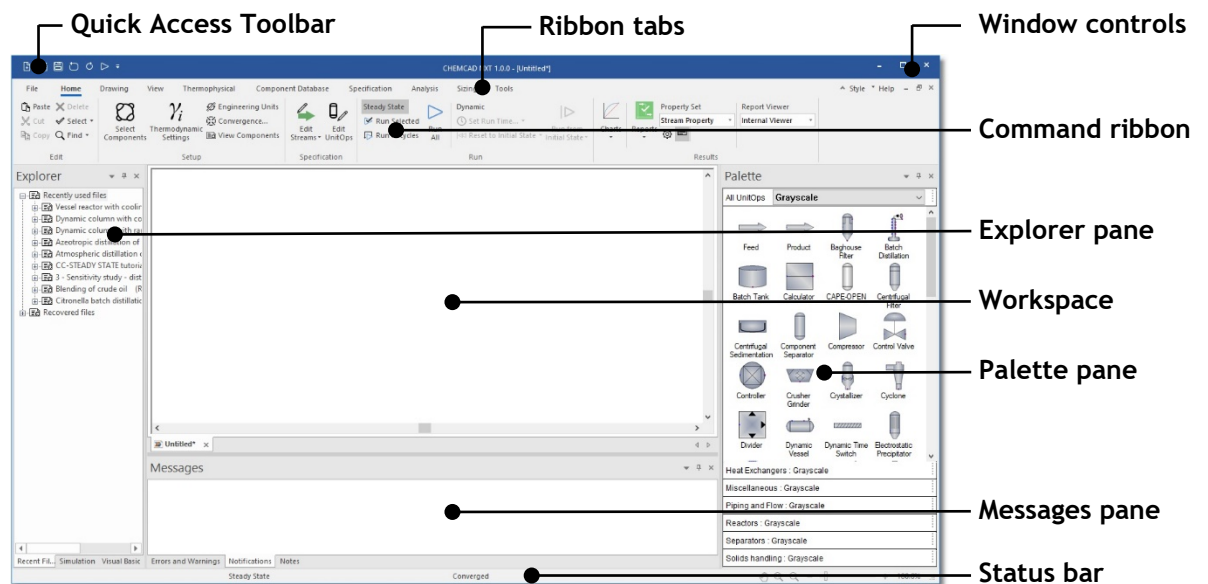 Quick Access Toolbar
Ribbon tabs
Window controls
CHEMCAD NXT 1.0.0 - [Untitled*]
File Home Drawing View Thermophysical Component Database Specification Analysis Sizing Tools
Style Help
Paste Delete
Cut Select
Copy Find
Edit
Select
Components
Thermodynamic
Settings
Engineering Units
Convergence...
View Components
Setup
Edit
Streams
Edit
UnitOps
Specification
Steady State
Run Selected
Run
All
Dynamic
Set Run Time...
Reset to Initial State
Initial State
Run
Charts
Reports
Property Set
Stream Property
Report Viewer
Internal Viewer
Results
Command ribbon
Explorer
Recently used files
Vessel reactor with coolin
Dynamic column with co
Dynamic column with
Azeotropic distillation of
Atmospheric distillation
CC-STEADY STATE tutoria
3 - Sensitivity study - dist
Blending of crude oil (R
Citronella batch distillatic
Recovered files
Recent Fil... Simulation Visual Basic
Untitled*
Messages
Errors and Warnings Notifications Notes
Palette
All UnitOps Grayscale
Feed
Product
Baghouse
Filter
Batch
Distillation
Batch Tank
Calculator
CAPE-OPEN
Centrifugal
Filter
Centrifugal
Sedimentation
Component
Separator
Compressor
Control Valve
Controller
Crusher
Grinder
Crystallizer
Cyclone
Divider
Dynamic
Vessel
Dynamic Time
Switch
Electrostatic
Precipitator
Heat Exchangers : Grayscale
Miscellaneous : Grayscale
Piping and Flow : Grayscale
Reactors : Grayscale
Separators : Grayscale
Solids handling : Grayscale
Explorer pane
Workspace
Palette pane
Messages pane
Status bar
Steady State
Converged